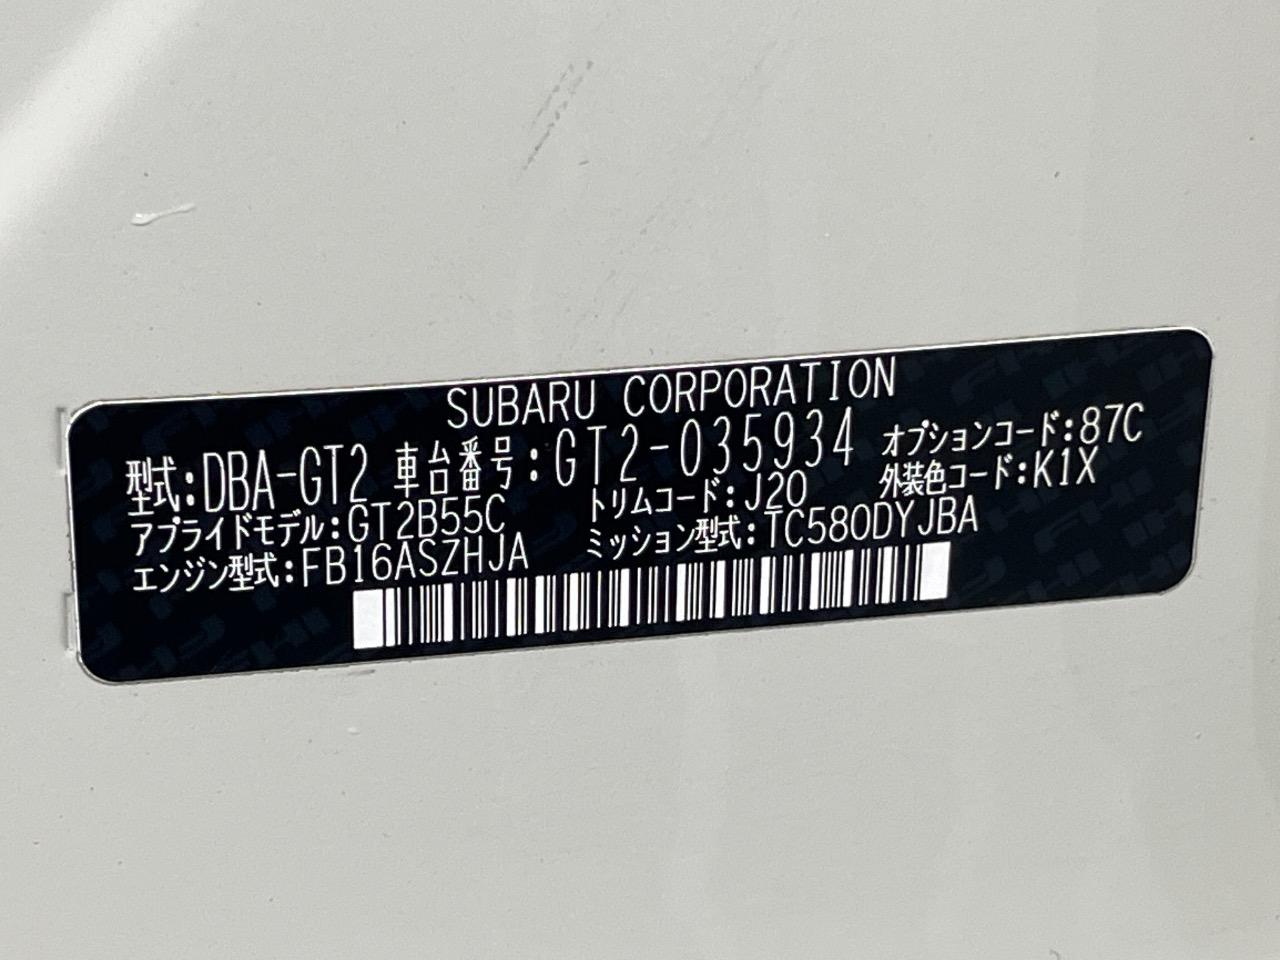 SUBARU CORPORATION
型式:DBA-GT2 車台番号:GT2-035934 オプションコード:87C
アプライドモデル:GT2B55C トリムコード:J20 外装色コード:K1X
エンジン型式:FB16ASZHJA ミッション型式:TC580DYJBA